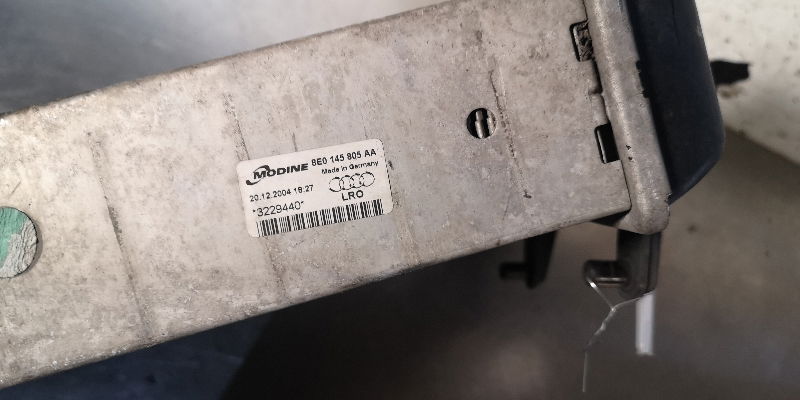 MODINE 8E0 145 805 AA
Made in Germany
20.12.2004 18:27
LRO
*3229440*